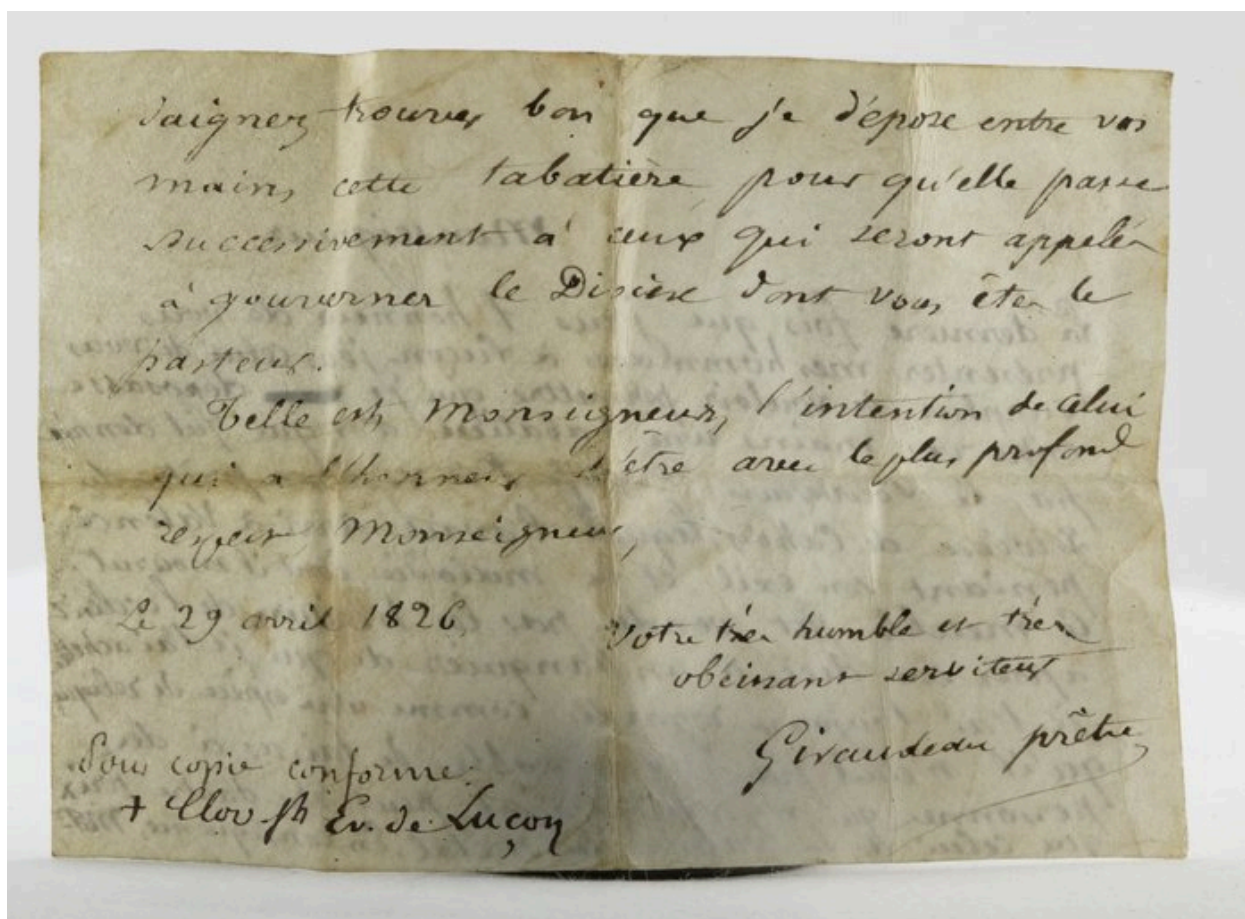 Daignez trouver bon que je dépose entre vos
mains cette tabatière, pour qu'elle passe
successivement à ceux qui seront appelés
à gouverner le Diocèse dont vous êtes le
pasteur.
Telle est, Monseigneur, l'intention de celui
qui a l'honneur d'être avec le plus profond
respect, Monseigneur,
Le 29 avril 1826,
Votre très humble et très
obéissant serviteur
Giraudeau prêtre
Pour copie conforme:
+ Clov. Jh Ev. de Luçon